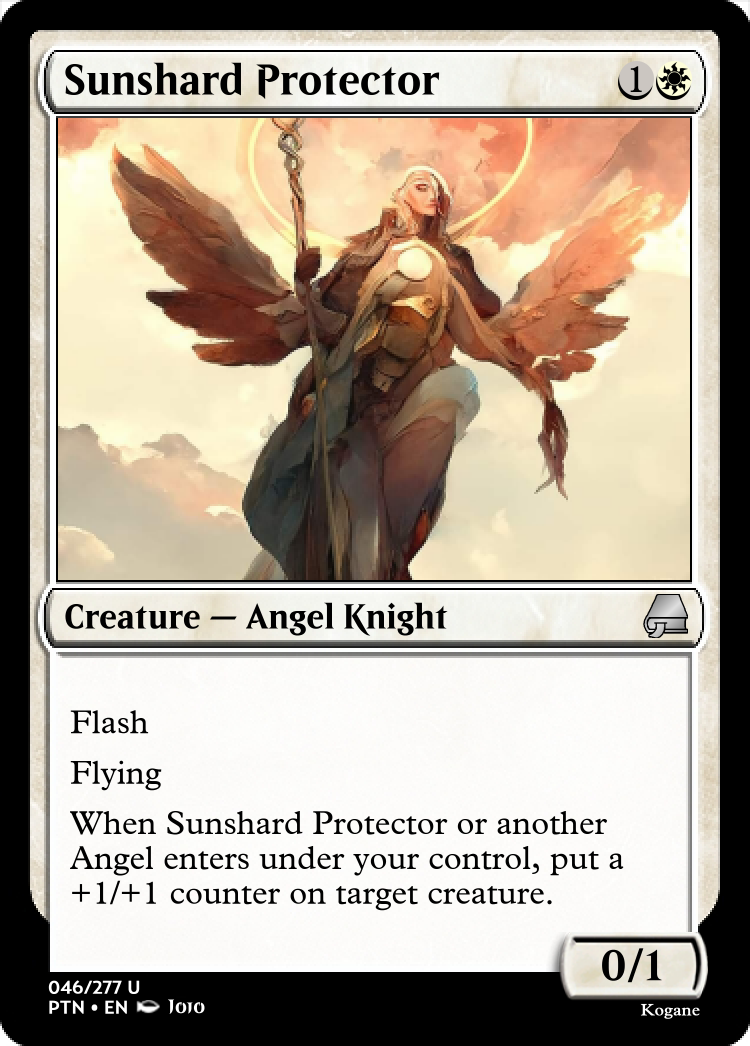 Sunshard Protector 1
Creature — Angel Knight
Flash
Flying
When Sunshard Protector or another
Angel enters under your control, put a
+1/+1 counter on target creature.
0/1
046/277 U
PTN • EN JoJo
Kogane